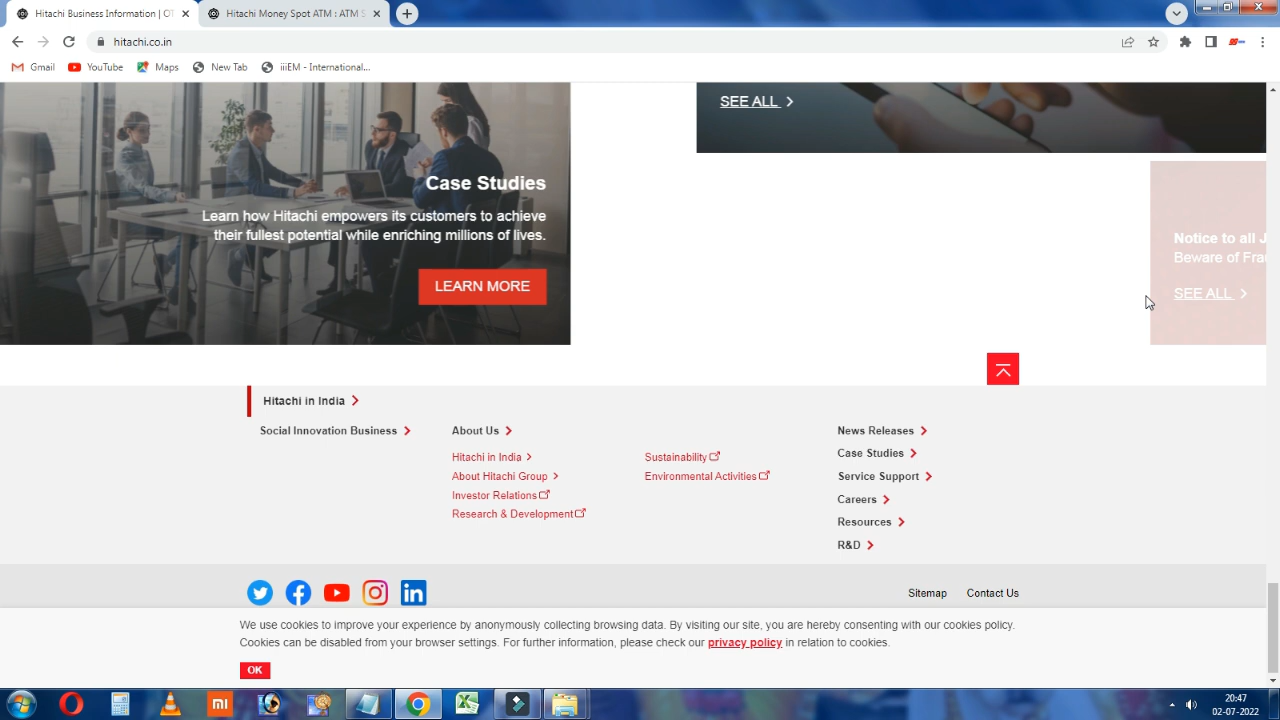 Hitachi Business Information | OT
Hitachi Money Spot ATM : ATM S
hitachi.co.in
Gmail
YouTube
Maps
New Tab
iiiEM - International...
SEE ALL
Case Studies
Learn how Hitachi empowers its customers to achieve
their fullest potential while enriching millions of lives.
LEARN MORE
Notice to all J
Beware of Fra
SEE ALL
Hitachi in India
Social Innovation Business
About Us
Hitachi in India
About Hitachi Group
Investor Relations
Research & Development
Sustainability
Environmental Activities
News Releases
Case Studies
Service Support
Careers
Resources
R&D
Sitemap
Contact Us
We use cookies to improve your experience by anonymously collecting browsing data. By visiting our site, you are hereby consenting with our cookies policy.
Cookies can be disabled from your browser settings. For further information, please check our privacy policy in relation to cookies.
OK
20:47
02-07-2022